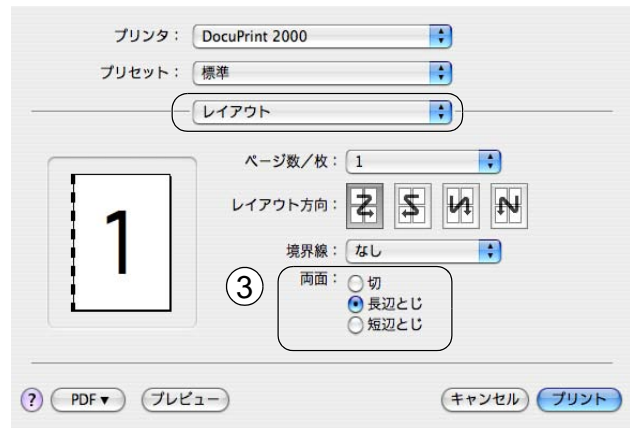 プリンタ： DocuPrint 2000
プリセット： 標準
レイアウト
ページ数／枚： 1
レイアウト方向：
境界線： なし
③ 両面： 切
長辺とじ
短辺とじ
1
? PDF▼ プレビュー キャンセル プリント